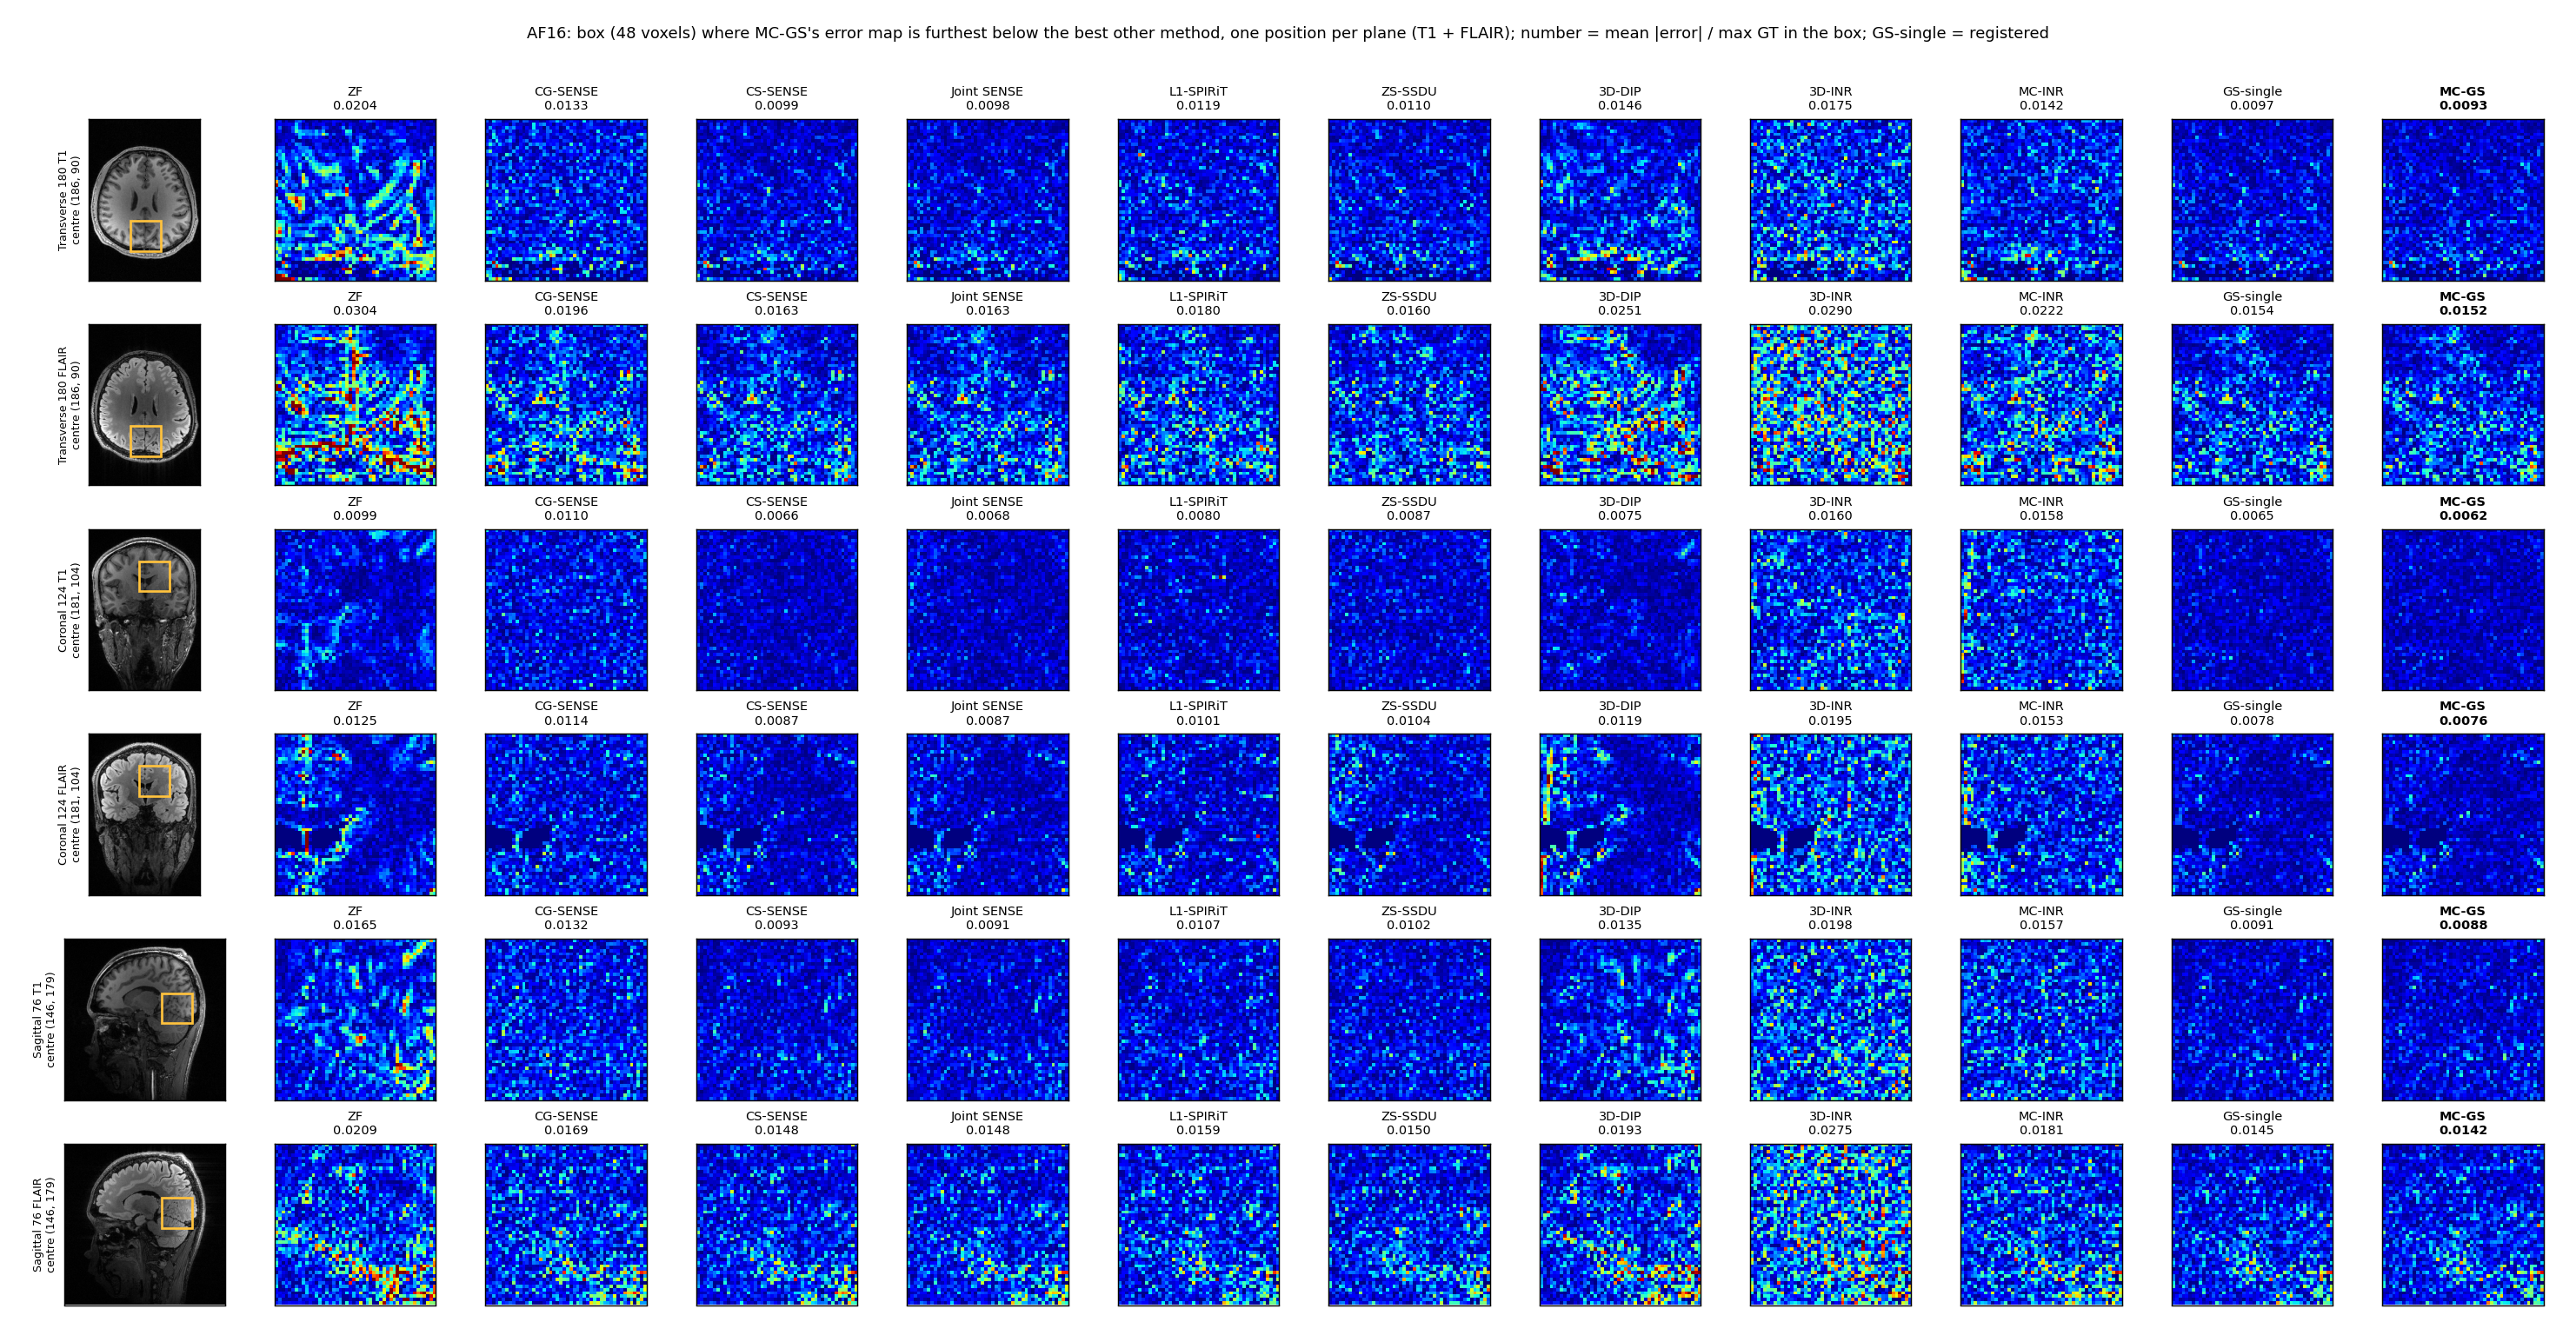 AF16: box (48 voxels) where MC-GS's error map is furthest below the best other method, one position per plane (T1 + FLAIR); number = mean |error| / max GT in the box; GS-single = registered
ZF CG-SENSE CS-SENSE Joint SENSE L1-SPIRiT ZS-SSDU 3D-DIP 3D-INR MC-INR GS-single MC-GS
0.0204 0.0133 0.0099 0.0098 0.0119 0.0110 0.0146 0.0175 0.0142 0.0097 0.0093
Transverse 180 T1
centre (186, 90)
ZF CG-SENSE CS-SENSE Joint SENSE L1-SPIRiT ZS-SSDU 3D-DIP 3D-INR MC-INR GS-single MC-GS
0.0304 0.0196 0.0163 0.0163 0.0180 0.0160 0.0251 0.0290 0.0222 0.0154 0.0152
Transverse 180 FLAIR
centre (186, 90)
ZF CG-SENSE CS-SENSE Joint SENSE L1-SPIRiT ZS-SSDU 3D-DIP 3D-INR MC-INR GS-single MC-GS
0.0099 0.0110 0.0066 0.0068 0.0080 0.0087 0.0075 0.0160 0.0158 0.0065 0.0062
Coronal 124 T1
centre (181, 104)
ZF CG-SENSE CS-SENSE Joint SENSE L1-SPIRiT ZS-SSDU 3D-DIP 3D-INR MC-INR GS-single MC-GS
0.0125 0.0114 0.0087 0.0087 0.0101 0.0104 0.0119 0.0195 0.0153 0.0078 0.0076
Coronal 124 FLAIR
centre (181, 104)
ZF CG-SENSE CS-SENSE Joint SENSE L1-SPIRiT ZS-SSDU 3D-DIP 3D-INR MC-INR GS-single MC-GS
0.0165 0.0132 0.0093 0.0091 0.0107 0.0102 0.0135 0.0198 0.0157 0.0091 0.0088
Sagittal 76 T1
centre (146, 179)
ZF CG-SENSE CS-SENSE Joint SENSE L1-SPIRiT ZS-SSDU 3D-DIP 3D-INR MC-INR GS-single MC-GS
0.0209 0.0169 0.0148 0.0148 0.0159 0.0150 0.0193 0.0275 0.0181 0.0145 0.0142
Sagittal 76 FLAIR
centre (146, 179)